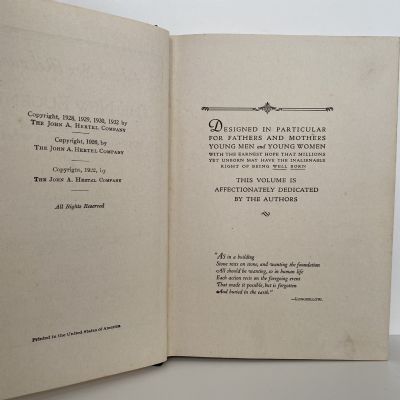 Copyright, 1928, 1929, 1930, 1932 by
THE JOHN A. HERTEL COMPANY
Copyright, 1920, by
THE JOHN A. HERTEL COMPANY
Copyright, by
THE JOHN A. HERTEL COMPANY
All Rights Reserved
Printed in the United States of America
DESIGNED IN PARTICULAR
FOR FATHERS AND MOTHERS
YOUNG MEN and YOUNG WOMEN
WITH THE EARNEST HOPE THAT MILLIONS
YET UNBORN MAY HAVE THE INALIENABLE
RIGHT OF BEING WELL BORN
THIS VOLUME IS
AFFECTIONATELY DEDICATED
BY THE AUTHORS
"As in a building
Stone rests on stone, and wanting the foundation
All should be wanting, so in human life
Each action rests on the foregoing event
That made it possible, but is forgotten
And buried in the earth."
—LONGFELLOW.